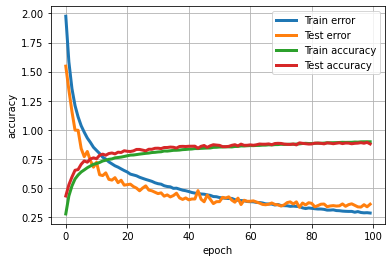 2.00
1.75
1.50
1.25
1.00
0.75
0.50
0.25
accuracy
0
20
40
60
80
100
epoch
Train error
Test error
Train accuracy
Test accuracy